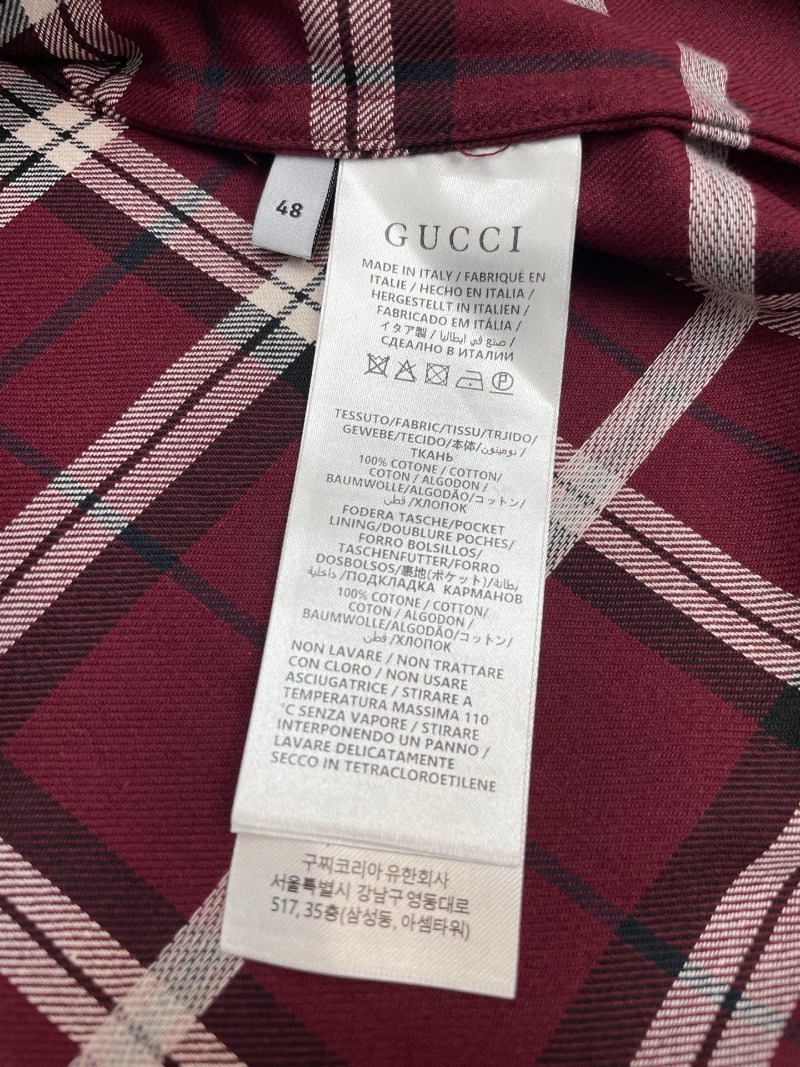 48
GUCCI
MADE IN ITALY / FABRIQUÉ EN
ITALIE / HECHO EN ITALIA /
HERGESTELLT IN ITALIEN /
FABRICADO EM ITÁLIA /
イタア製 / صنع في ايطاليا /
СДЕАЛНО В ИТАЛИИ
P
TESSUTO/FABRIC/TISSU/TRJIDO/
GEWEBE/TECIDO/本体/نومينون/
ТКАНЬ
100% COTONE / COTTON/
COTON / ALGODON /
BAUMWOLLE/ALGODÃO/コットン/
قطن /ХЛОПОК
FODERA TASCHE/POCKET
LINING/DOUBLURE POCHES/
FORRO BOLSILLOS/
TASCHENFUTTER/FORRO
DOSBOLSOS/裏地(ポケット)/بطانة
داخلية /ПОДКЛАДКА КАРМАНОВ
100% COTONE / COTTON/
COTON / ALGODON /
BAUMWOLLE/ALGODÃO/コットン/
قطن /ХЛОПОК
NON LAVARE / NON TRATTARE
CON CLORO / NON USARE
ASCIUGATRICE / STIRARE A
TEMPERATURA MASSIMA 110
°C SENZA VAPORE / STIRARE
INTERPONENDO UN PANNO /
LAVARE DELICATAMENTE
SECCO IN TETRACLOROETILENE
구찌코리아 유한회사
서울특별시 강남구 영동대로
517, 35층(삼성동, 아셈타워)